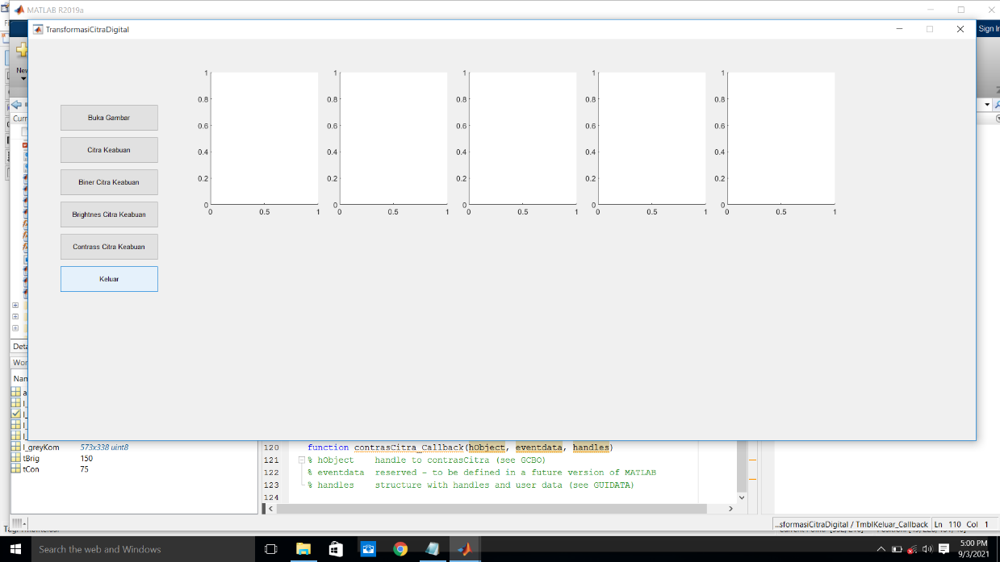 MATLAB R2019a
TransformasiCitraDigital
Sign In
New
Buka Gambar
Citra Keabuan
Biner Citra Keabuan
Brightnes Citra Keabuan
Contrass Citra Keabuan
Keluar
1 1 1 1 1
0.8 0.8 0.8 0.8 0.8
0.6 0.6 0.6 0.6 0.6
0.4 0.4 0.4 0.4 0.4
0.2 0.2 0.2 0.2 0.2
0 0 0 0 0
0 0.5 1 0 0.5 1 0 0.5 1 0 0.5 1 0 0.5 1
Curr
Deta
Wor
Nam
a
I_greyKom 573x338 uint8
tBrig 150
tCon 75
120 function contrasCitra_Callback(hObject, eventdata, handles)
121 % hObject handle to contrasCitra (see GCBO)
122 % eventdata reserved - to be defined in a future version of MATLAB
123 % handles structure with handles and user data (see GUIDATA)
124
...sformasiCitraDigital / TmblKeluar_Callback Ln 110 Col 1
Search the web and Windows
5:00 PM
9/3/2021